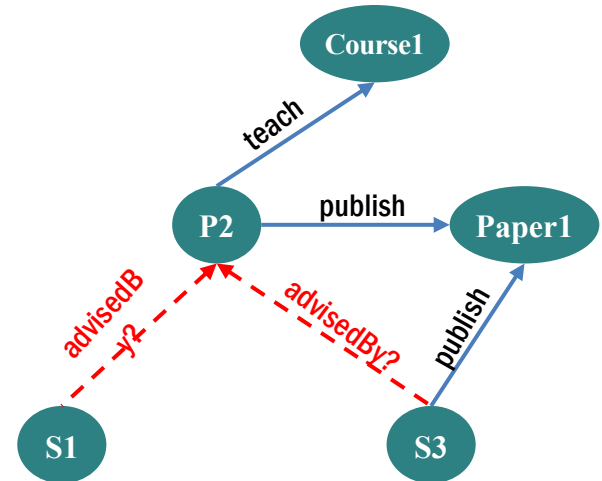 Course1
teach
P2
publish
Paper1
advisedB
y?
advisedBy?
publish
S1
S3